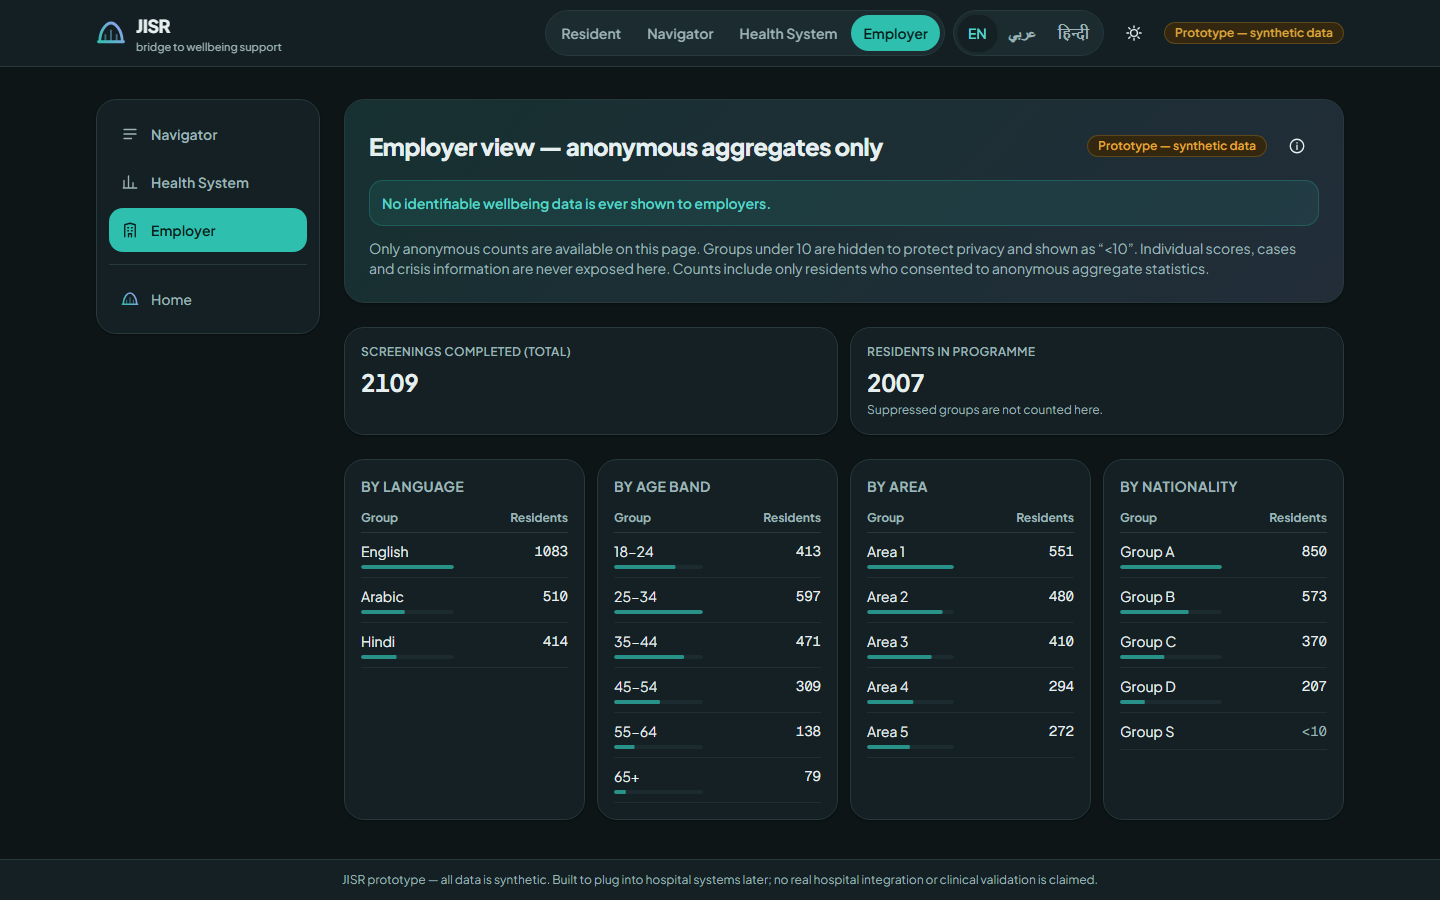 JISR
bridge to wellbeing support
Resident
Navigator
Health System
Employer
EN
عربي
हिन्दी
Prototype — synthetic data
Navigator
Health System
Employer
Home
Employer view — anonymous aggregates only
Prototype — synthetic data
No identifiable wellbeing data is ever shown to employers.
Only anonymous counts are available on this page. Groups under 10 are hidden to protect privacy and shown as “<10”. Individual scores, cases
and crisis information are never exposed here. Counts include only residents who consented to anonymous aggregate statistics.
SCREENINGS COMPLETED (TOTAL)
2109
RESIDENTS IN PROGRAMME
2007
Suppressed groups are not counted here.
BY LANGUAGE
Group Residents
English 1083
Arabic 510
Hindi 414
BY AGE BAND
Group Residents
18–24 413
25–34 597
35–44 471
45–54 309
55–64 138
65+ 79
BY AREA
Group Residents
Area 1 551
Area 2 480
Area 3 410
Area 4 294
Area 5 272
BY NATIONALITY
Group Residents
Group A 850
Group B 573
Group C 370
Group D 207
Group S <10
JISR prototype — all data is synthetic. Built to plug into hospital systems later; no real hospital integration or clinical validation is claimed.